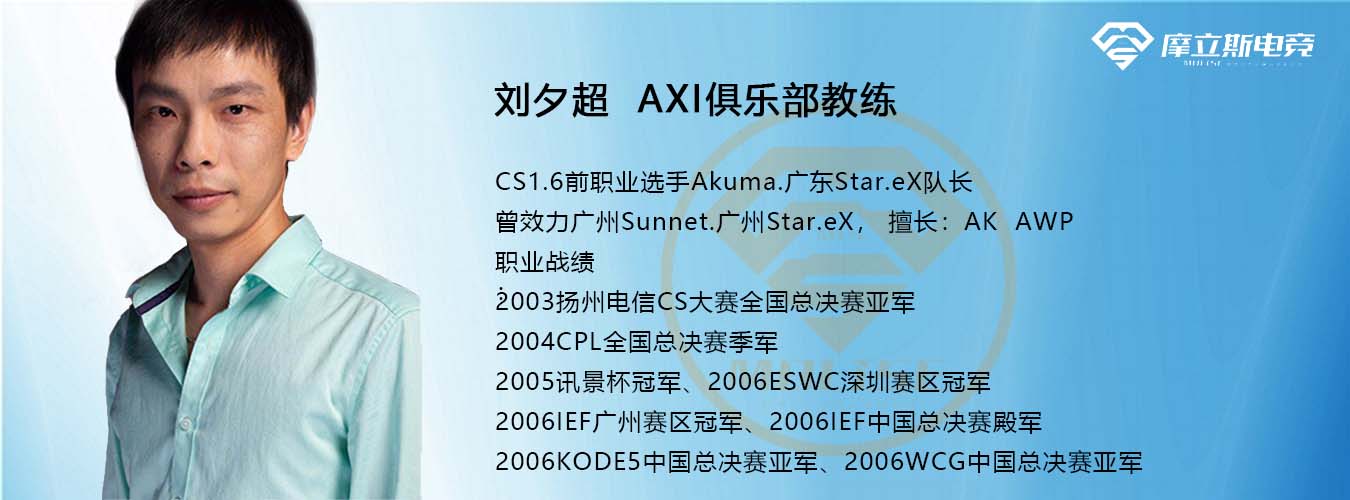 摩立斯电竞
刘夕超 AXI俱乐部教练
CS1.6前职业选手Akuma.广东Star.eX队长
曾效力广州Sunnet.广州Star.eX， 擅长：AK AWP
职业战绩
:
2003扬州电信CS大赛全国总决赛亚军
2004CPL全国总决赛季军
2005讯景杯冠军、2006ESWC深圳赛区冠军
2006IEF广州赛区冠军、2006IEF中国总决赛殿军
2006KODE5中国总决赛亚军、2006WCG中国总决赛亚军